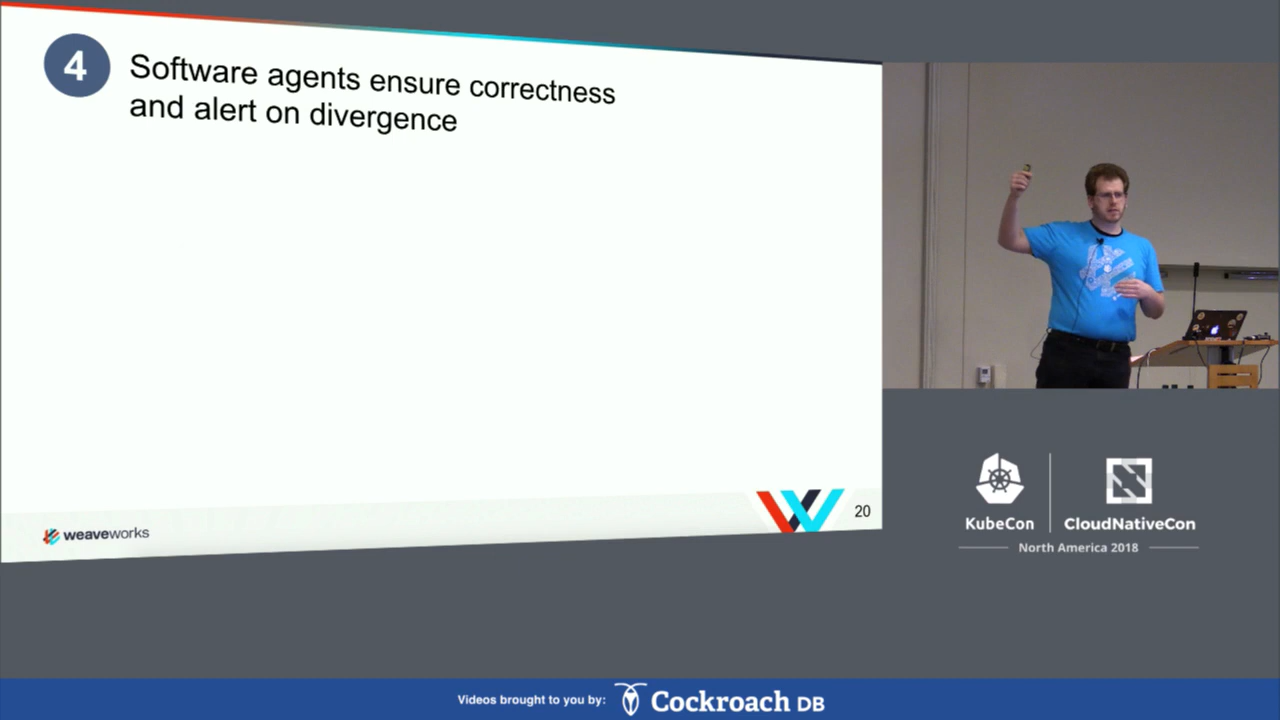 4
Software agents ensure correctness
and alert on divergence
weaveworks
20
KubeCon
CloudNativeCon
North America 2018
Videos brought to you by:
Cockroach DB